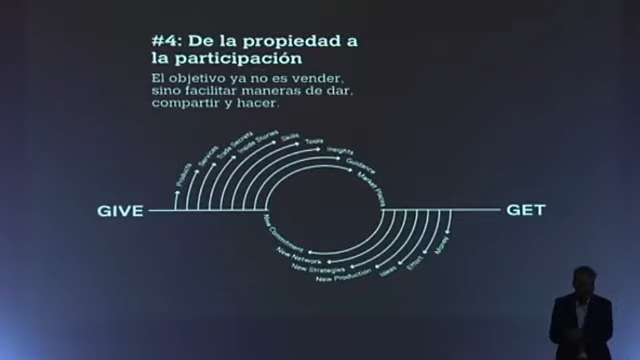 #4: De la propiedad a
la participación
El objetivo ya no es vender,
sino facilitar maneras de dar,
compartir y hacer.
Products
Services
Trade Secrets
Inside Stories
Skills
Tools
Insights
Guidance
Market Places
GIVE
GET
New Commitment
New Network
New Strategies
New Production
Ideas
Effort
Money